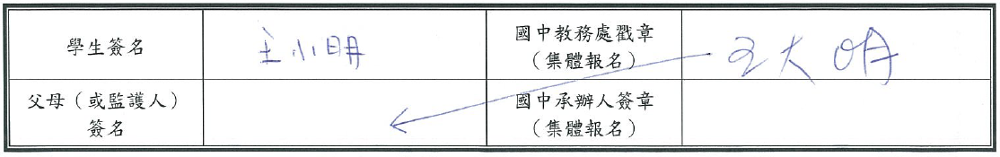 學生簽名
王小明
國中教務處戳章
（集體報名）
王大明
父母（或監護人）
簽名
國中承辦人簽章
（集體報名）